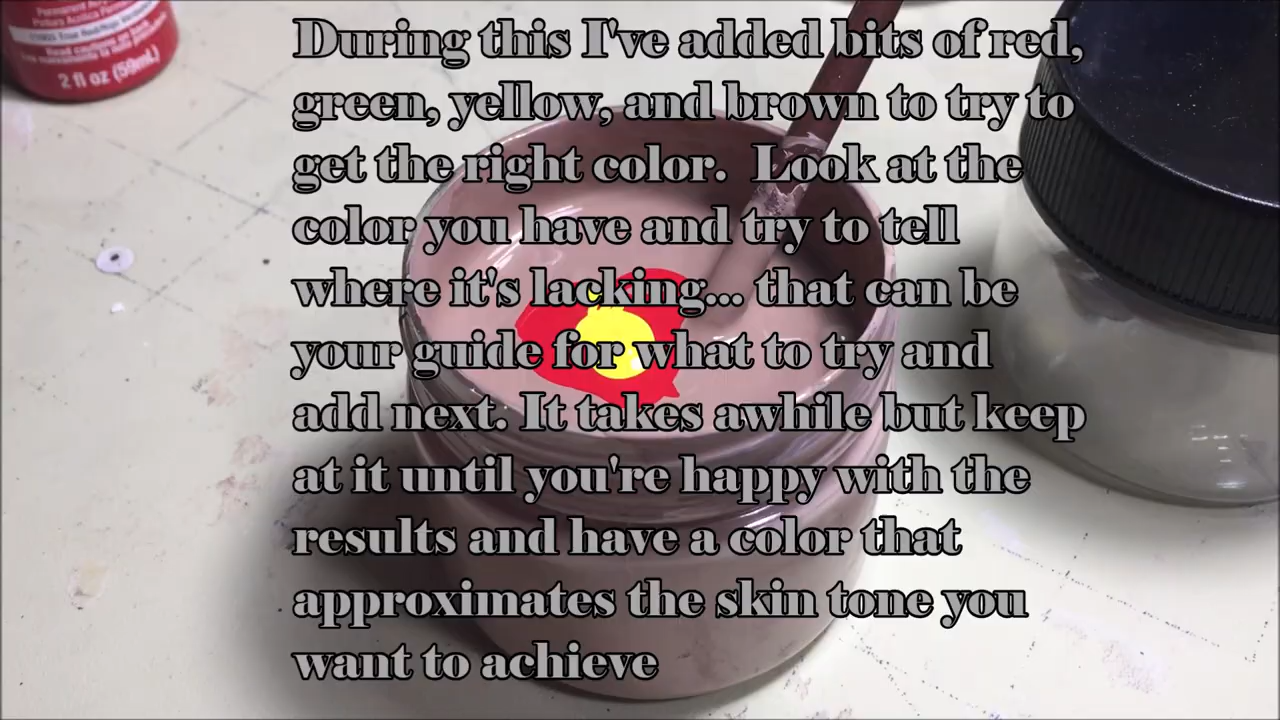 2 fl oz (59mL)
During this I've added bits of red,
green, yellow, and brown to try to
get the right color.  Look at the
color you have and try to tell
where it's lacking... that can be
your guide for what to try and
add next. It takes awhile but keep
at it until you're happy with the
results and have a color that
approximates the skin tone you
want to achieve